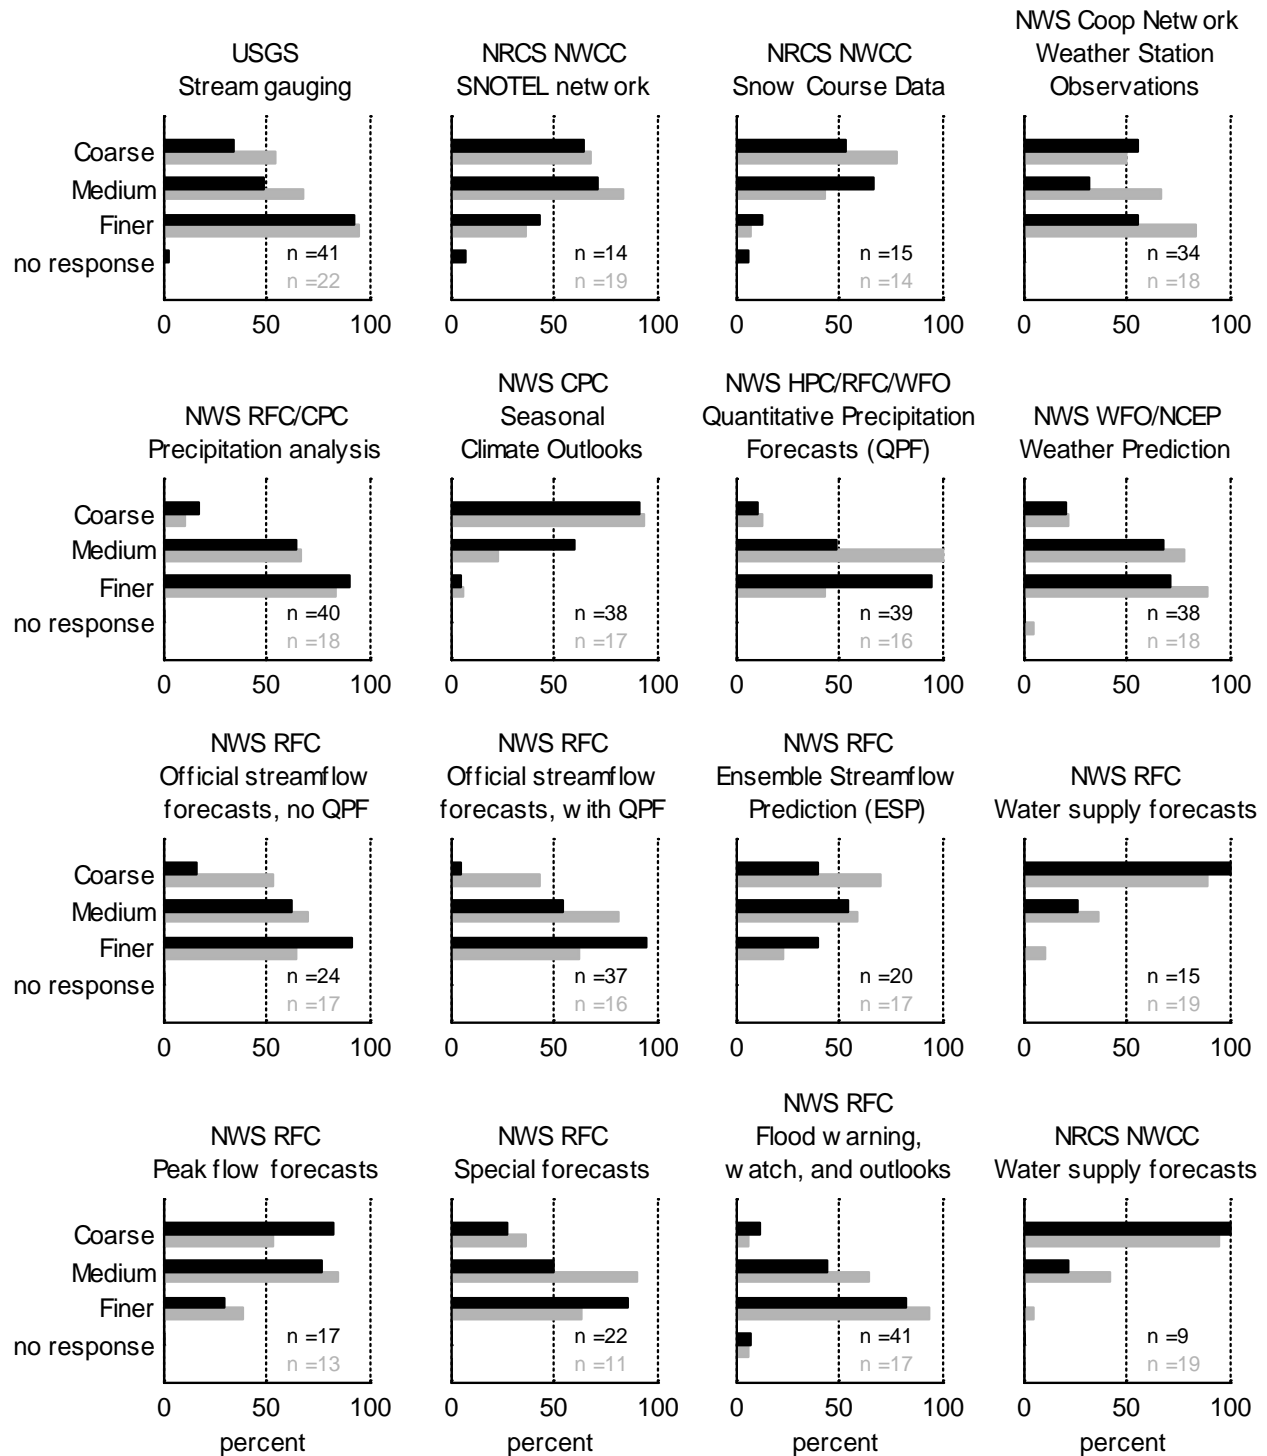 USGS
Stream gauging
NRCS NWCC
SNOTEL network
NRCS NWCC
Snow Course Data
NWS Coop Network
Weather Station
Observations
Coarse
Medium
Finer
no response
n =41
n =22
n =14
n =19
n =15
n =14
n =34
n =18
0 50 100
0 50 100
0 50 100
0 50 100
NWS RFC/CPC
Precipitation analysis
NWS CPC
Seasonal
Climate Outlooks
NWS HPC/RFC/WFO
Quantitative Precipitation
Forecasts (QPF)
NWS WFO/NCEP
Weather Prediction
Coarse
Medium
Finer
no response
n =40
n =18
n =38
n =17
n =39
n =16
n =38
n =18
0 50 100
0 50 100
0 50 100
0 50 100
NWS RFC
Official streamflow
forecasts, no QPF
NWS RFC
Official streamflow
forecasts, with QPF
NWS RFC
Ensemble Streamflow
Prediction (ESP)
NWS RFC
Water supply forecasts
Coarse
Medium
Finer
no response
n =24
n =17
n =37
n =16
n =20
n =17
n =15
n =19
0 50 100
0 50 100
0 50 100
0 50 100
NWS RFC
Peak flow forecasts
NWS RFC
Special forecasts
NWS RFC
Flood warning,
watch, and outlooks
NRCS NWCC
Water supply forecasts
Coarse
Medium
Finer
no response
n =17
n =13
n =22
n =11
n =41
n =17
n =9
n =19
0 50 100
0 50 100
0 50 100
0 50 100
percent
percent
percent
percent